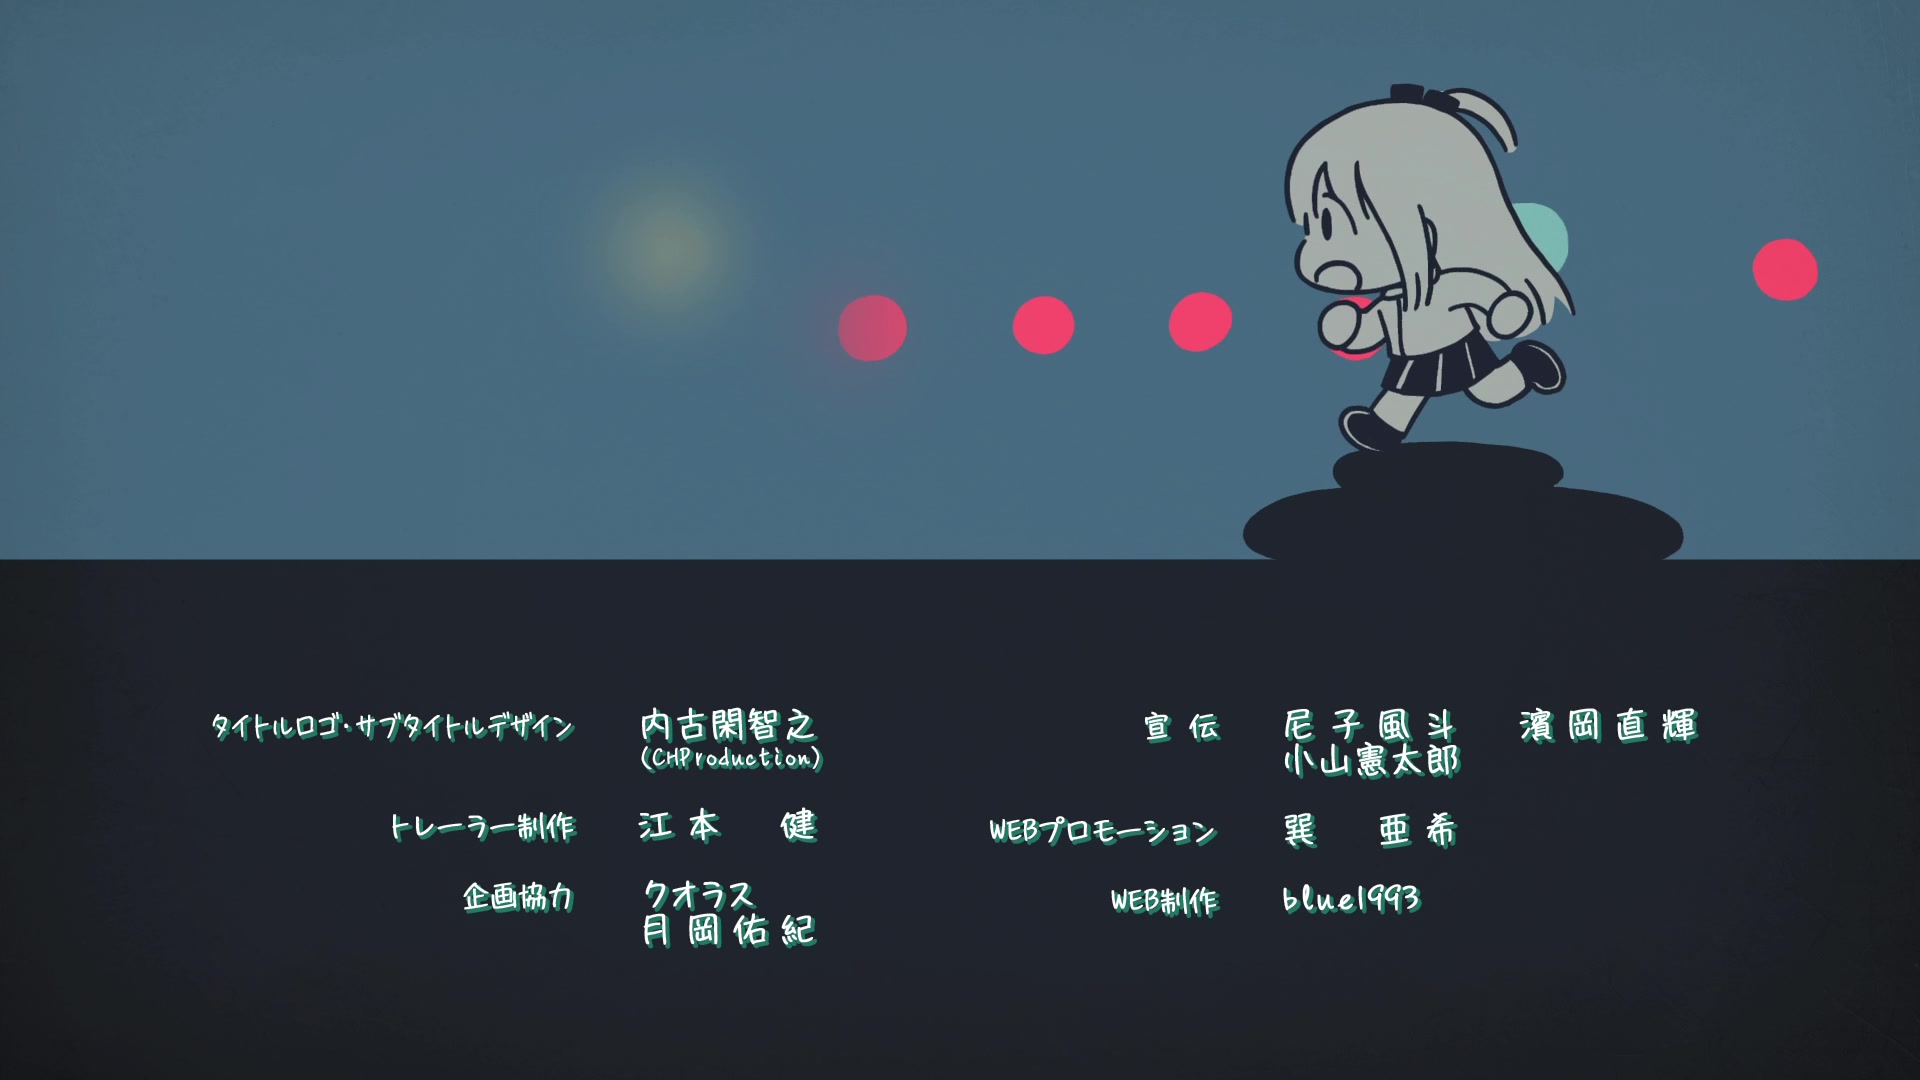 タイトルロゴ・サブタイトルデザイン 内古閑智之
(CHProduction)
トレーラー制作 江本 健
企画協力 クオラス
月岡佑紀
宣伝 尼子風斗 濱岡直輝
小山憲太郎
WEBプロモーション 巽 亜希
WEB制作 blue1993